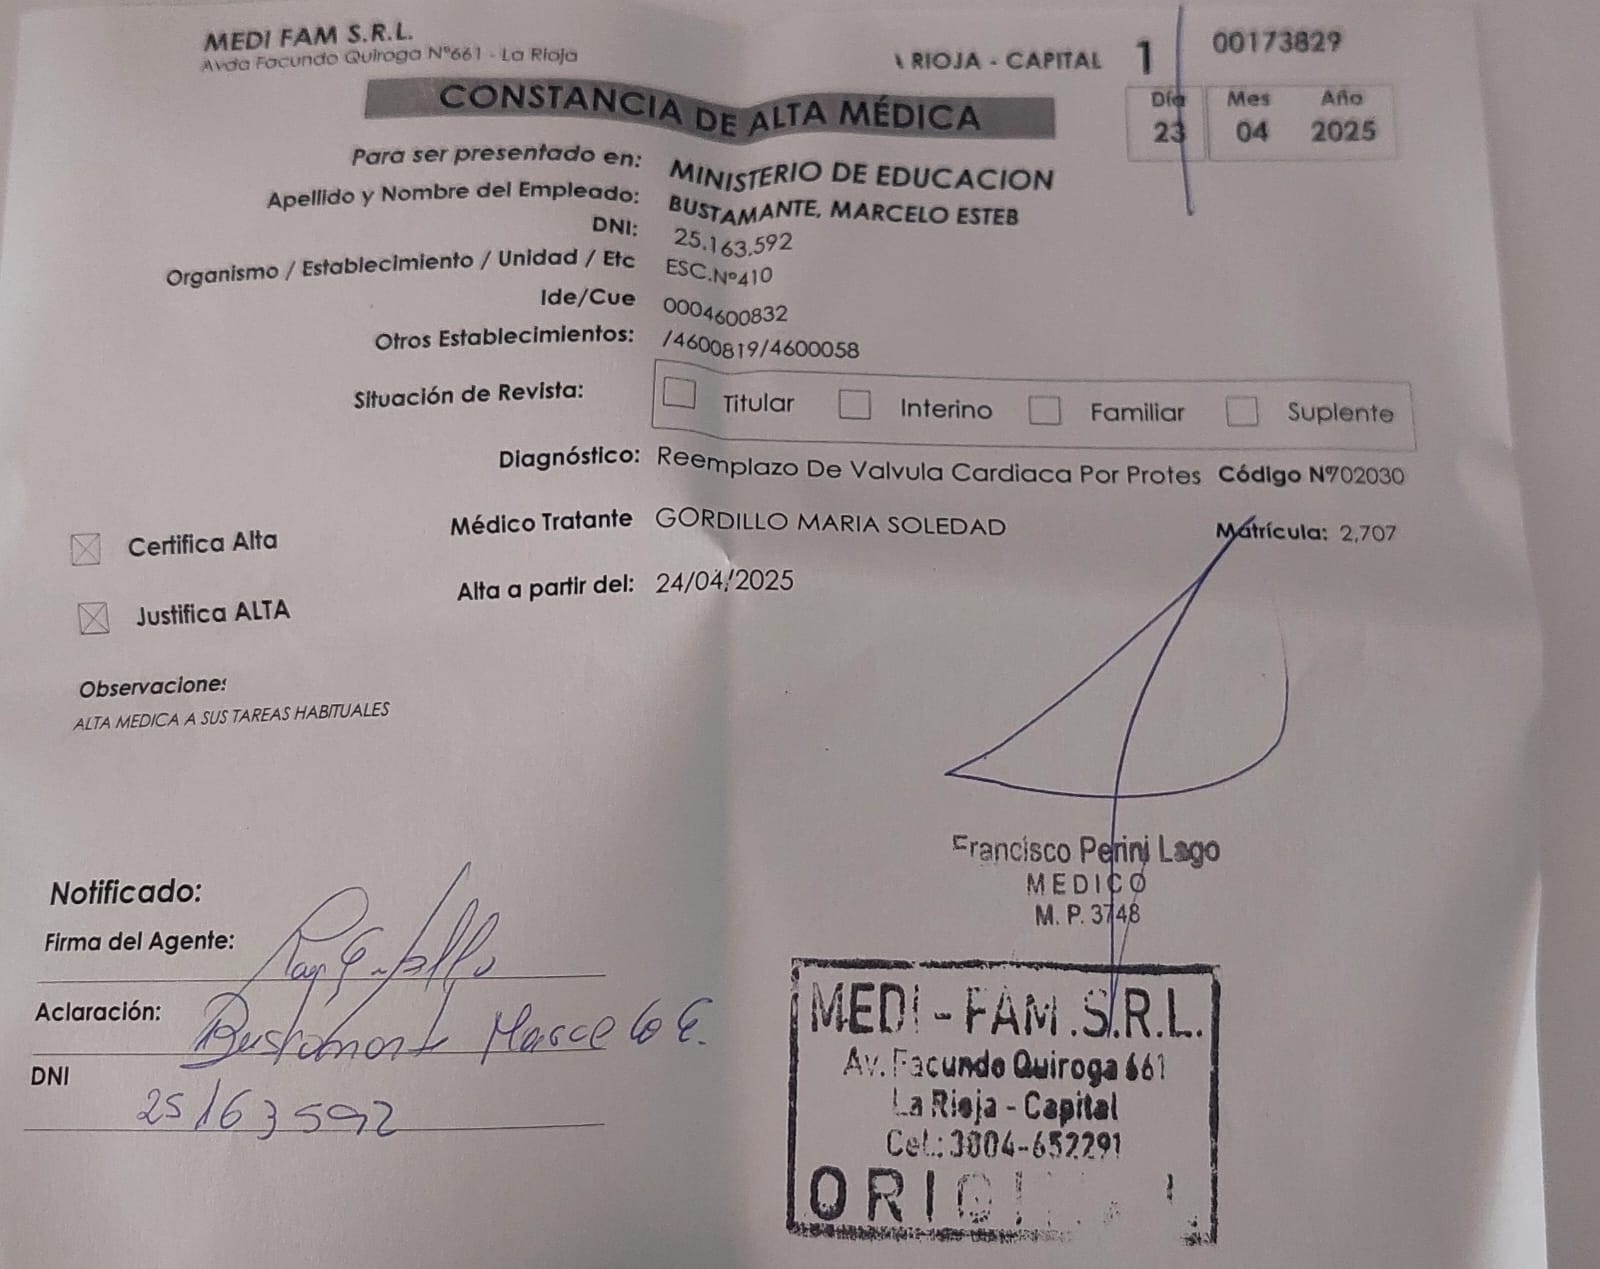 MEDI FAM S.R.L.
Avda Facundo Quiroga Nº661 - La Rioja
RIOJA - CAPITAL 1 00173829
CONSTANCIA DE ALTA MÉDICA
Día Mes Año
23 04 2025
Para ser presentado en: MINISTERIO DE EDUCACION
Apellido y Nombre del Empleado: BUSTAMANTE, MARCELO ESTEB
DNI: 25.163.592
Organismo / Establecimiento / Unidad / Etc ESC.Nº410
Ide/Cue 0004600832
Otros Establecimientos: /4600819/4600058
Situación de Revista: Titular Interino Familiar Suplente
Diagnóstico: Reemplazo De Valvula Cardiaca Por Protes Código Nº702030
Certifica Alta
Médico Tratante GORDILLO MARIA SOLEDAD Matrícula: 2,707
Justifica ALTA
Alta a partir del: 24/04/2025
Observacione:
ALTA MEDICA A SUS TAREAS HABITUALES
Francisco Perini Lago
MEDICO
M. P. 3748
Notificado:
Firma del Agente:
Aclaración: Bustamante Marcelo E.
DNI 25163592
MEDI - FAM .S.R.L.
Av. Facundo Quiroga 661
La Rioja - Capital
Cel.: 3804-652291